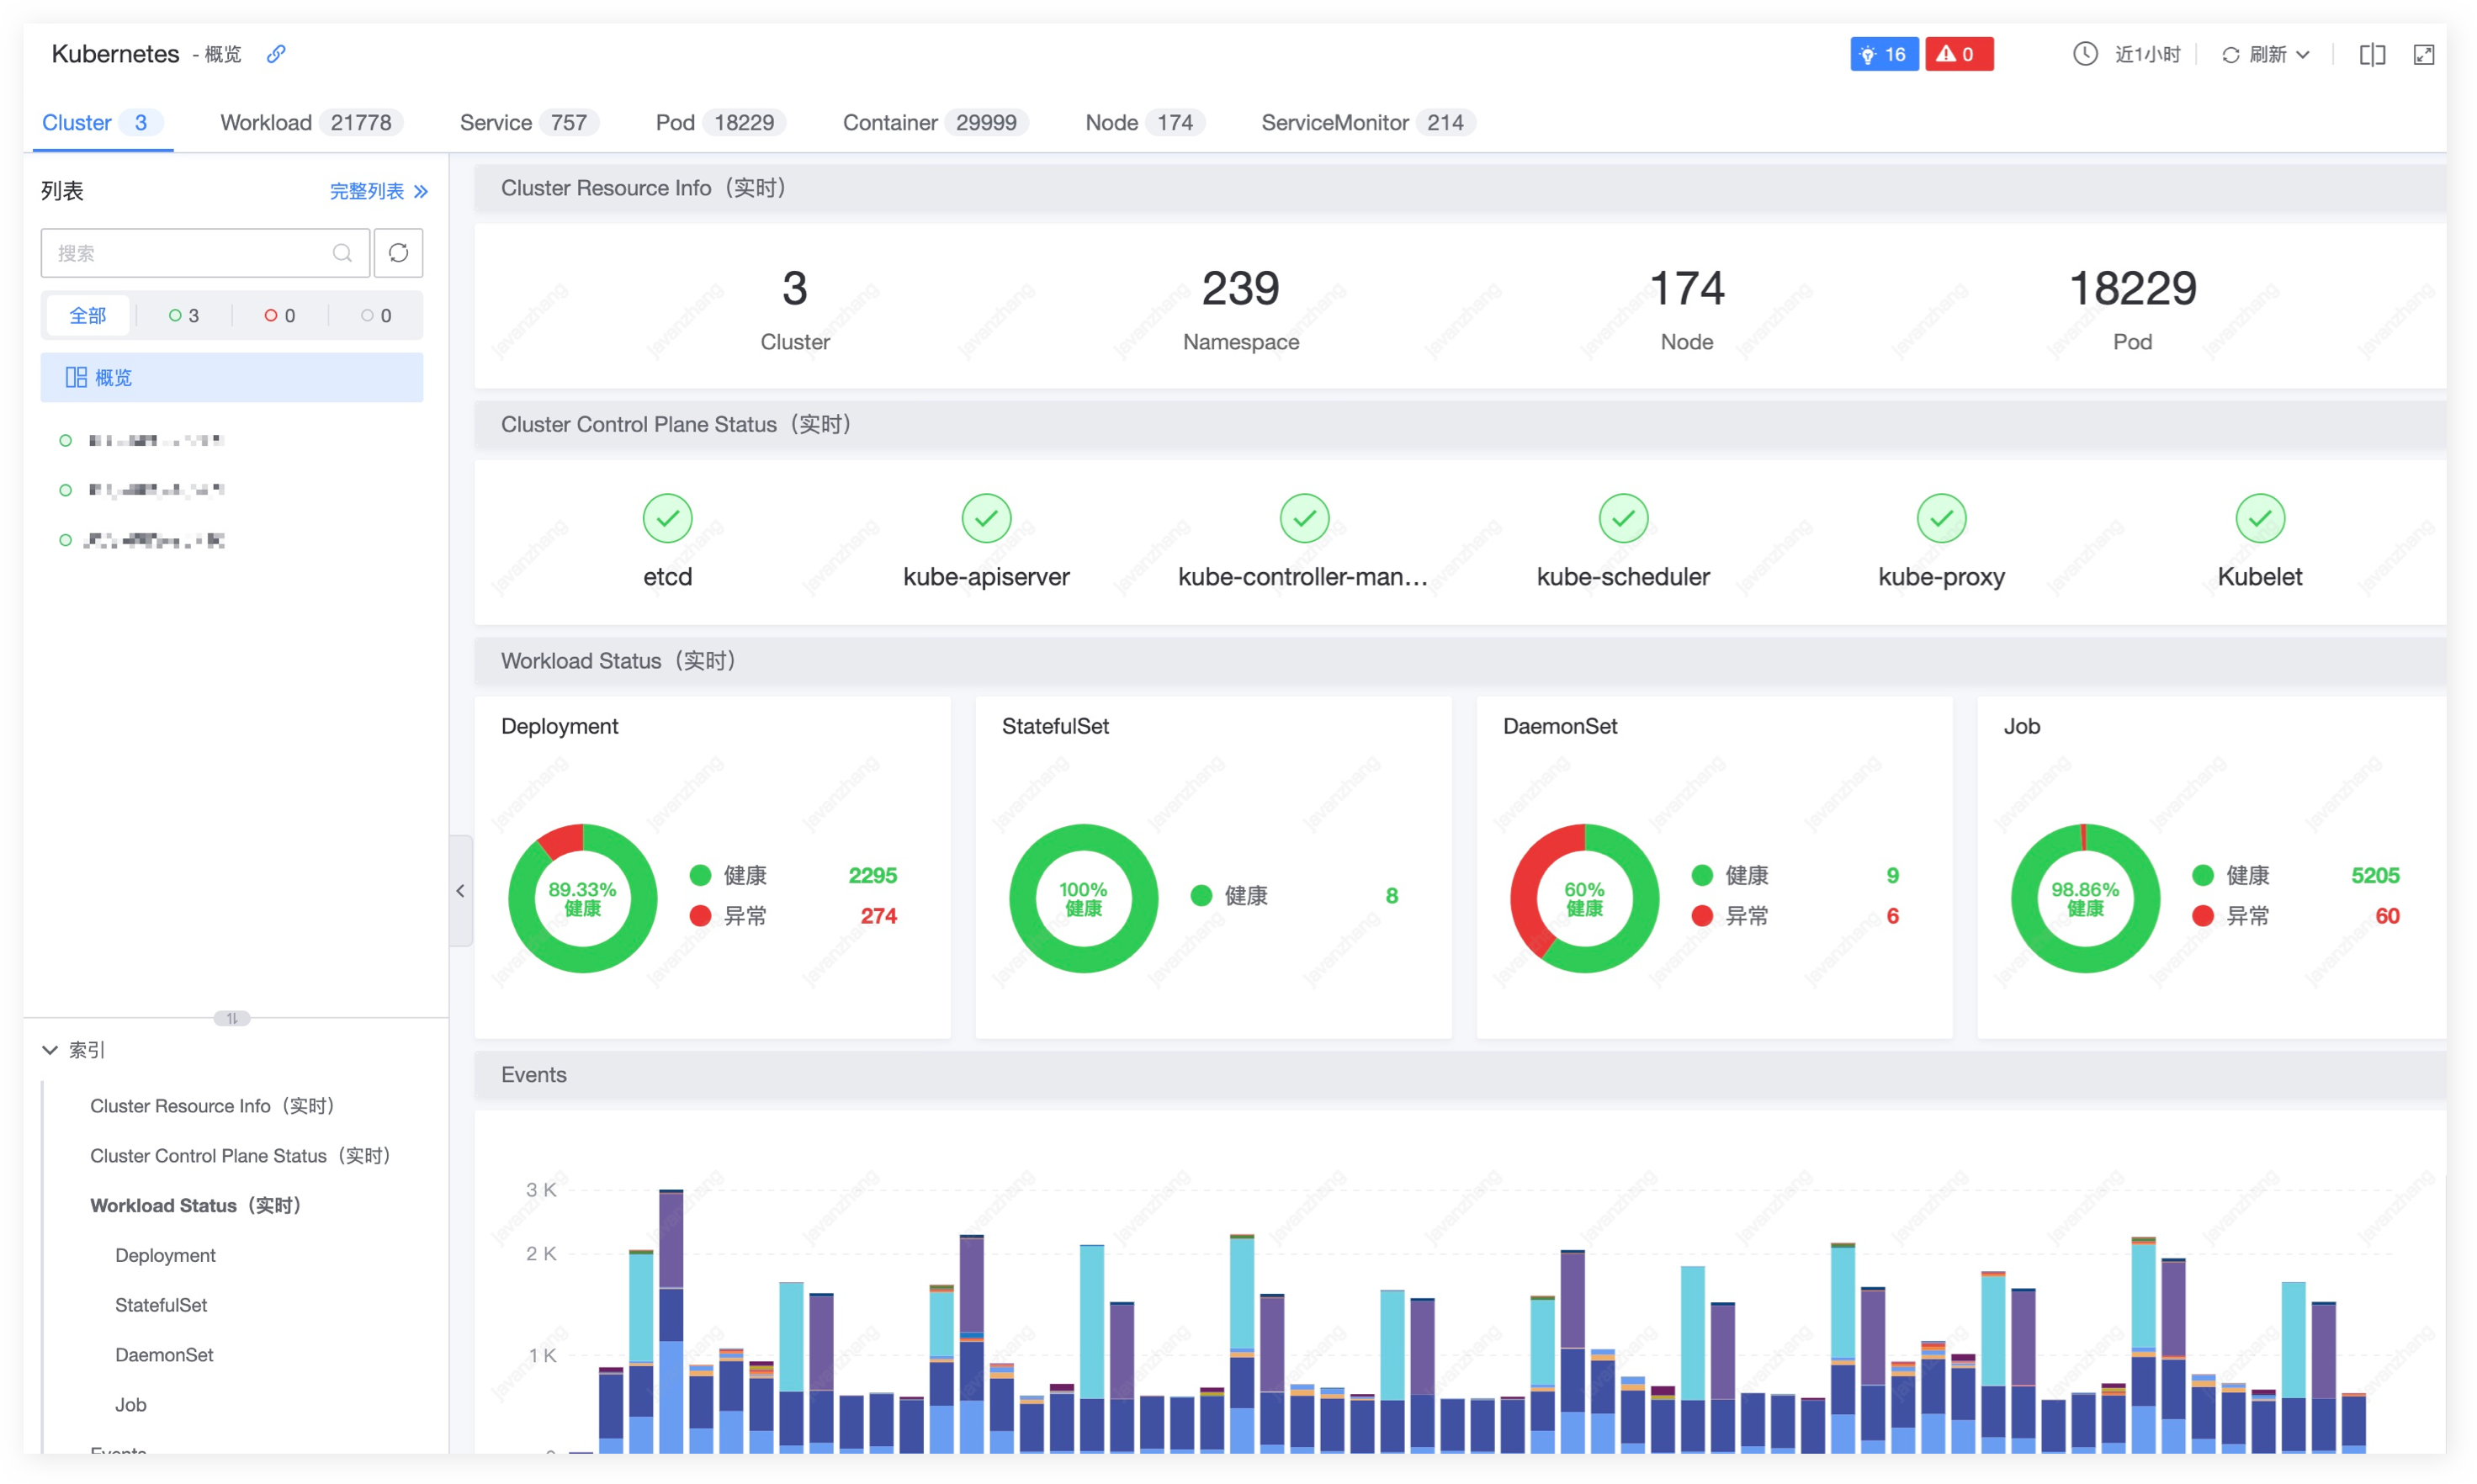 Kubernetes - 概览
16
0
近1小时
刷新
Cluster 3
Workload 21778
Service 757
Pod 18229
Container 29999
Node 174
ServiceMonitor 214
列表
完整列表
搜索
全部
3
0
0
概览
索引
Cluster Resource Info（实时）
Cluster Control Plane Status（实时）
Workload Status（实时）
Deployment
StatefulSet
DaemonSet
Job
Events
Cluster Resource Info（实时）
3
Cluster
239
Namespace
174
Node
18229
Pod
Cluster Control Plane Status（实时）
etcd
kube-apiserver
kube-controller-man...
kube-scheduler
kube-proxy
Kubelet
Workload Status（实时）
Deployment
89.33%
健康
健康 2295
异常 274
StatefulSet
100%
健康
健康 8
DaemonSet
60%
健康
健康 9
异常 6
Job
98.86%
健康
健康 5205
异常 60
Events
3 K
2 K
1 K
0
javanzhang